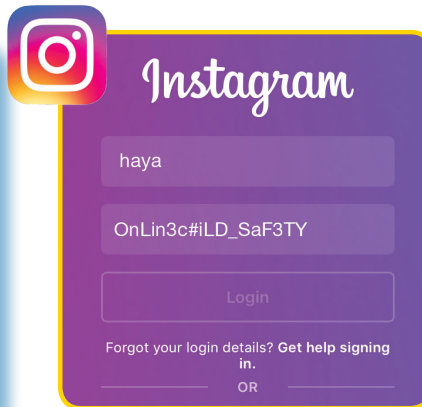 Instagram
haya
OnLin3c#iLD_SaF3TY
Login
Forgot your login details? Get help signing
in.
OR